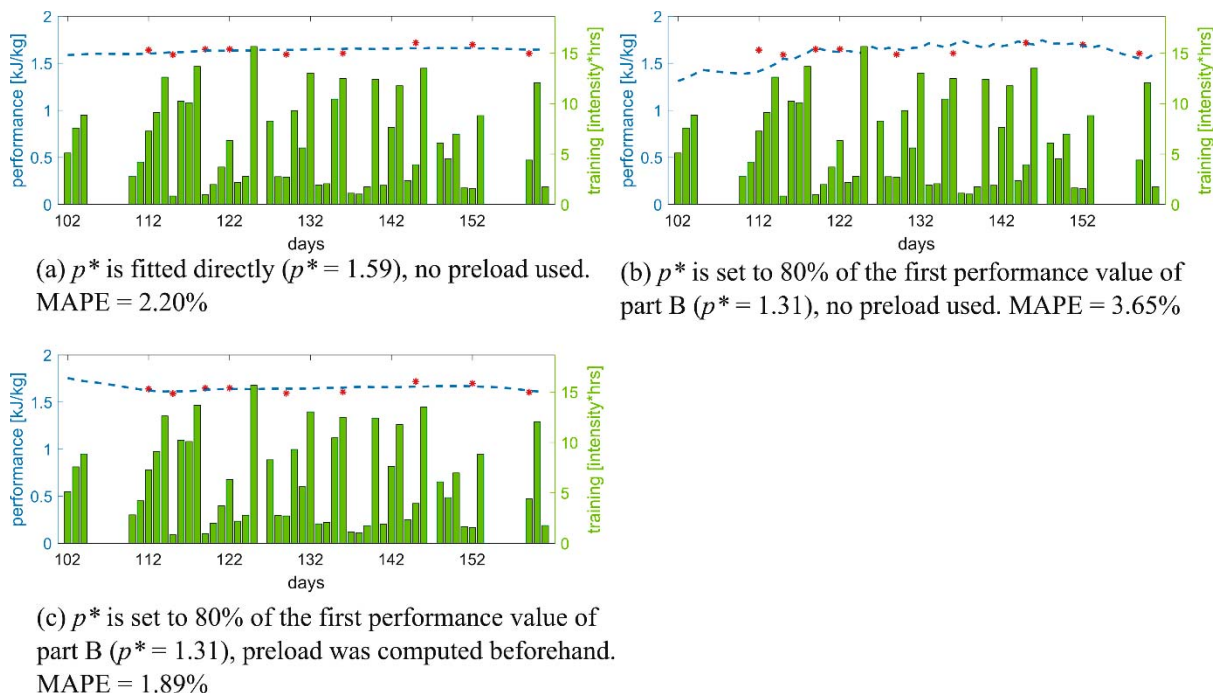 2
1.5
1
0.5
0
performance [kJ/kg]
15
10
5
0
training [intensity*hrs]
102 112 122 132 142 152
days
(a) p* is fitted directly (p* = 1.59), no preload used.
MAPE = 2.20%
2
1.5
1
0.5
0
performance [kJ/kg]
15
10
5
0
training [intensity*hrs]
102 112 122 132 142 152
days
(b) p* is set to 80% of the first performance value of
part B (p* = 1.31), no preload used. MAPE = 3.65%
2
1.5
1
0.5
0
performance [kJ/kg]
15
10
5
0
training [intensity*hrs]
102 112 122 132 142 152
days
(c) p* is set to 80% of the first performance value of
part B (p* = 1.31), preload was computed beforehand.
MAPE = 1.89%